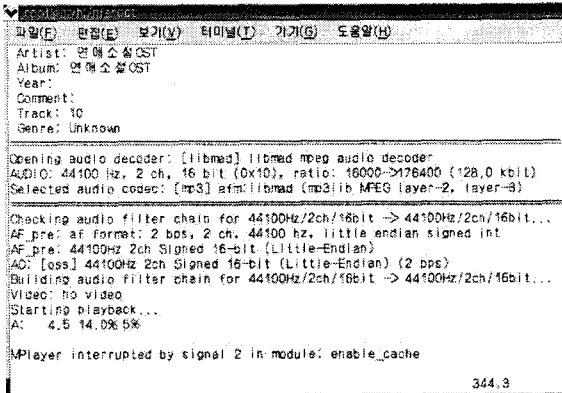 파일(F) 편집(E) 보기(V) 터미널(T) 가기(G) 도움말(H)
Artist: 연애소설OST
Album: 연애소설OST
Year:
Comment:
Track: 10
Genre: Unknown
Opening audio decoder: [libmad] libmad mpeg audio decoder
AUDIO: 44100 Hz, 2 ch, 16 bit (0x10), ratio: 16000->176400 (128,0 kbit)
Selected audio codec: [mp3] afm:libmad (mp3lib MPEG layer-2, layer-3)
Checking audio filter chain for 44100Hz/2ch/16bit -> 44100Hz/2ch/16bit...
AF_pre: af format: 2 bps, 2 ch, 44100 hz, little endian signed int
AF_pre: 44100Hz 2ch Signed 16-bit (Little-Endian)
AO: [oss] 44100Hz 2ch Signed 16-bit (Little-Endian) (2 bps)
Building audio filter chain for 44100Hz/2ch/16bit -> 44100Hz/2ch/16bit...
Video: no video
Starting playback...
A: 4.5 14.0% 5%
MPlayer interrupted by signal 2 in module: enable_cache
344.3